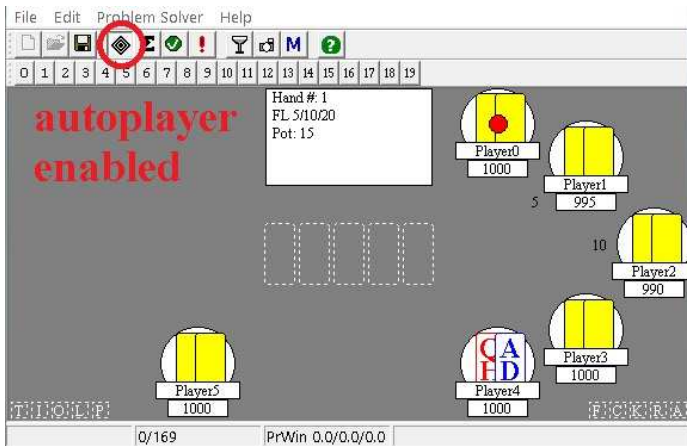 File Edit Problem Solver Help
Σ ! M ?
0 1 2 3 4 5 6 7 8 9 10 11 12 13 14 15 16 17 18 19
autoplayer
enabled
Hand #: 1
FL 5/10/20
Pot: 15
Player0
1000
Player1
5 995
10
Player2
990
Player3
1000
Q A
H D
Player4
1000
Player5
1000
T I O L P
F C K R A
0/169 PrWin 0.0/0.0/0.0